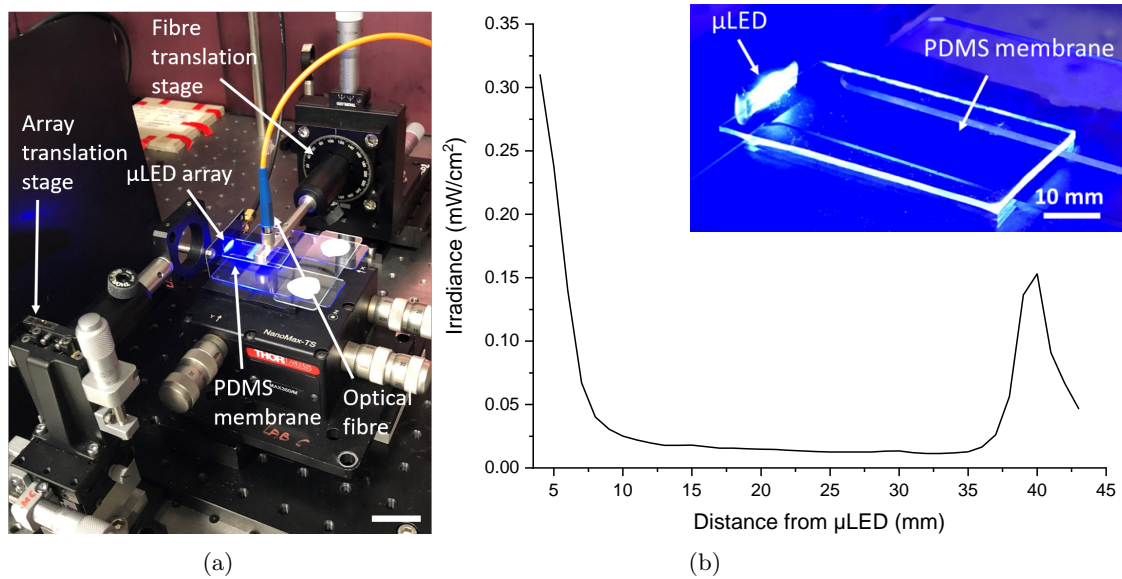 Fibre
translation
stage
Array
translation
stage
µLED array
NanoMax-TS
THORLABS
MAX350/M
LAB C
PDMS
membrane
Optical
fibre
(a)
µLED
PDMS membrane
10 mm
Irradiance (mW/cm²)
0.35
0.30
0.25
0.20
0.15
0.10
0.05
0.00
5
10
15
20
25
30
35
40
45
Distance from µLED (mm)
(b)